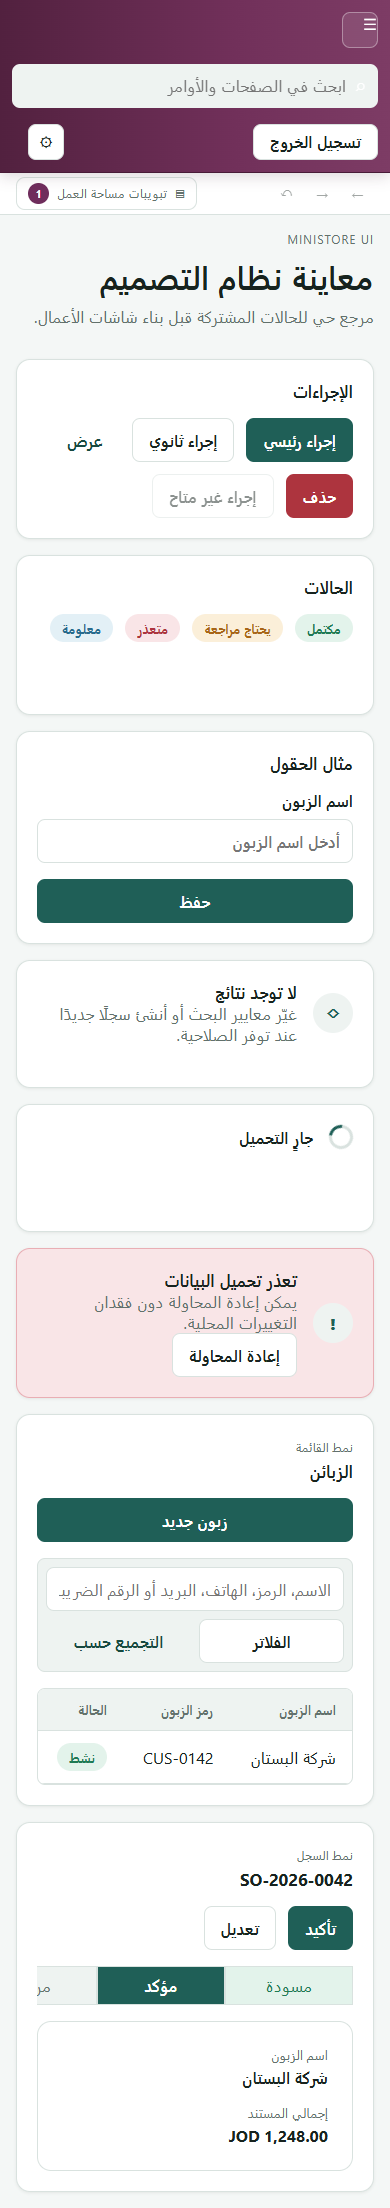 ابحث في الصفحات والأوامر
تسجيل الخروج
تبويبات مساحة العمل 1
MINISTORE UI
معاينة نظام التصميم
مرجع حي للحالات المشتركة قبل بناء شاشات الأعمال.
الإجراءات
إجراء رئيسي إجراء ثانوي عرض
حذف إجراء غير متاح
الحالات
مكتمل يحتاج مراجعة متعذر معلومة
مثال الحقول
اسم الزبون
أدخل اسم الزبون
حفظ
لا توجد نتائج
غيّر معايير البحث أو أنشئ سجلًا جديدًا
عند توفر الصلاحية.
جارٍ التحميل
تعذر تحميل البيانات
يمكن إعادة المحاولة دون فقدان
التغييرات المحلية.
إعادة المحاولة
نمط القائمة
الزبائن
زبون جديد
الاسم، الرمز، الهاتف، البريد أو الرقم الضريبـ
الفلاتر التجميع حسب
اسم الزبون رمز الزبون الحالة
شركة البستان CUS-0142 نشط
نمط السجل
SO-2026-0042
تأكيد تعديل
مسودة مؤكد
اسم الزبون
شركة البستان
إجمالي المستند
JOD 1,248.00